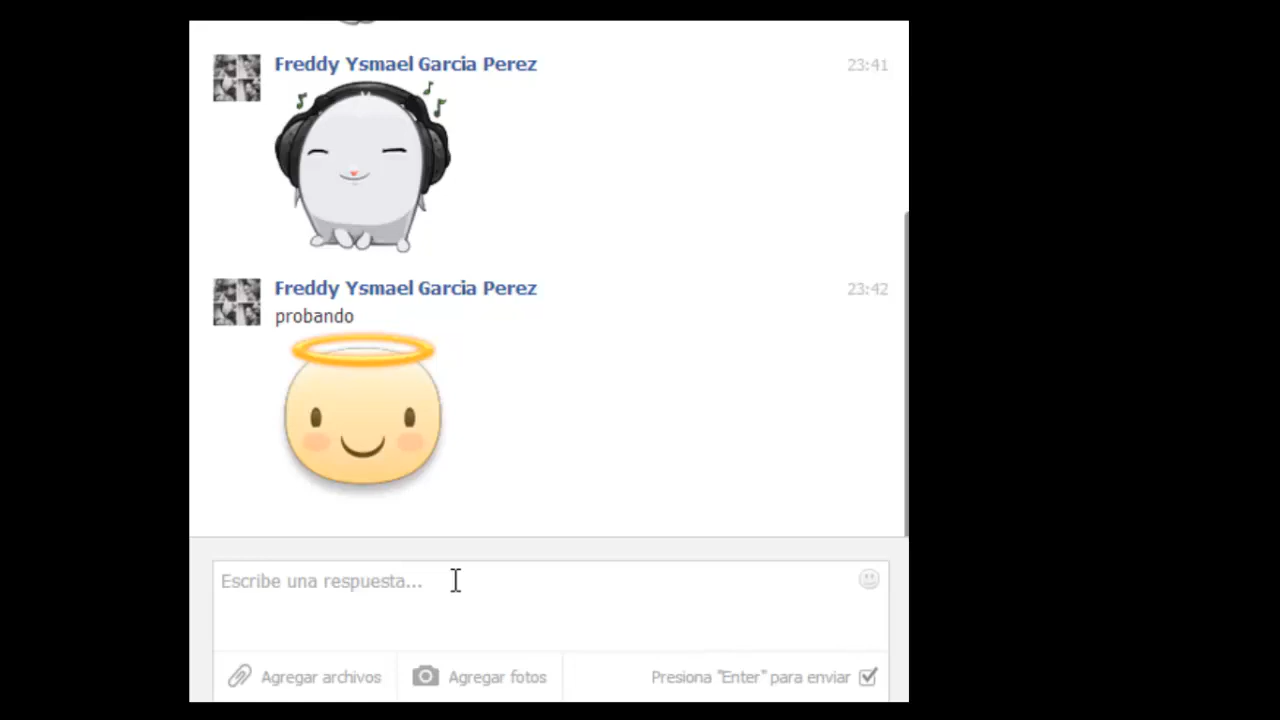 Freddy Ysmael Garcia Perez 23:41
Freddy Ysmael Garcia Perez 23:42
probando
Escribe una respuesta...
Agregar archivos Agregar fotos Presiona "Enter" para enviar